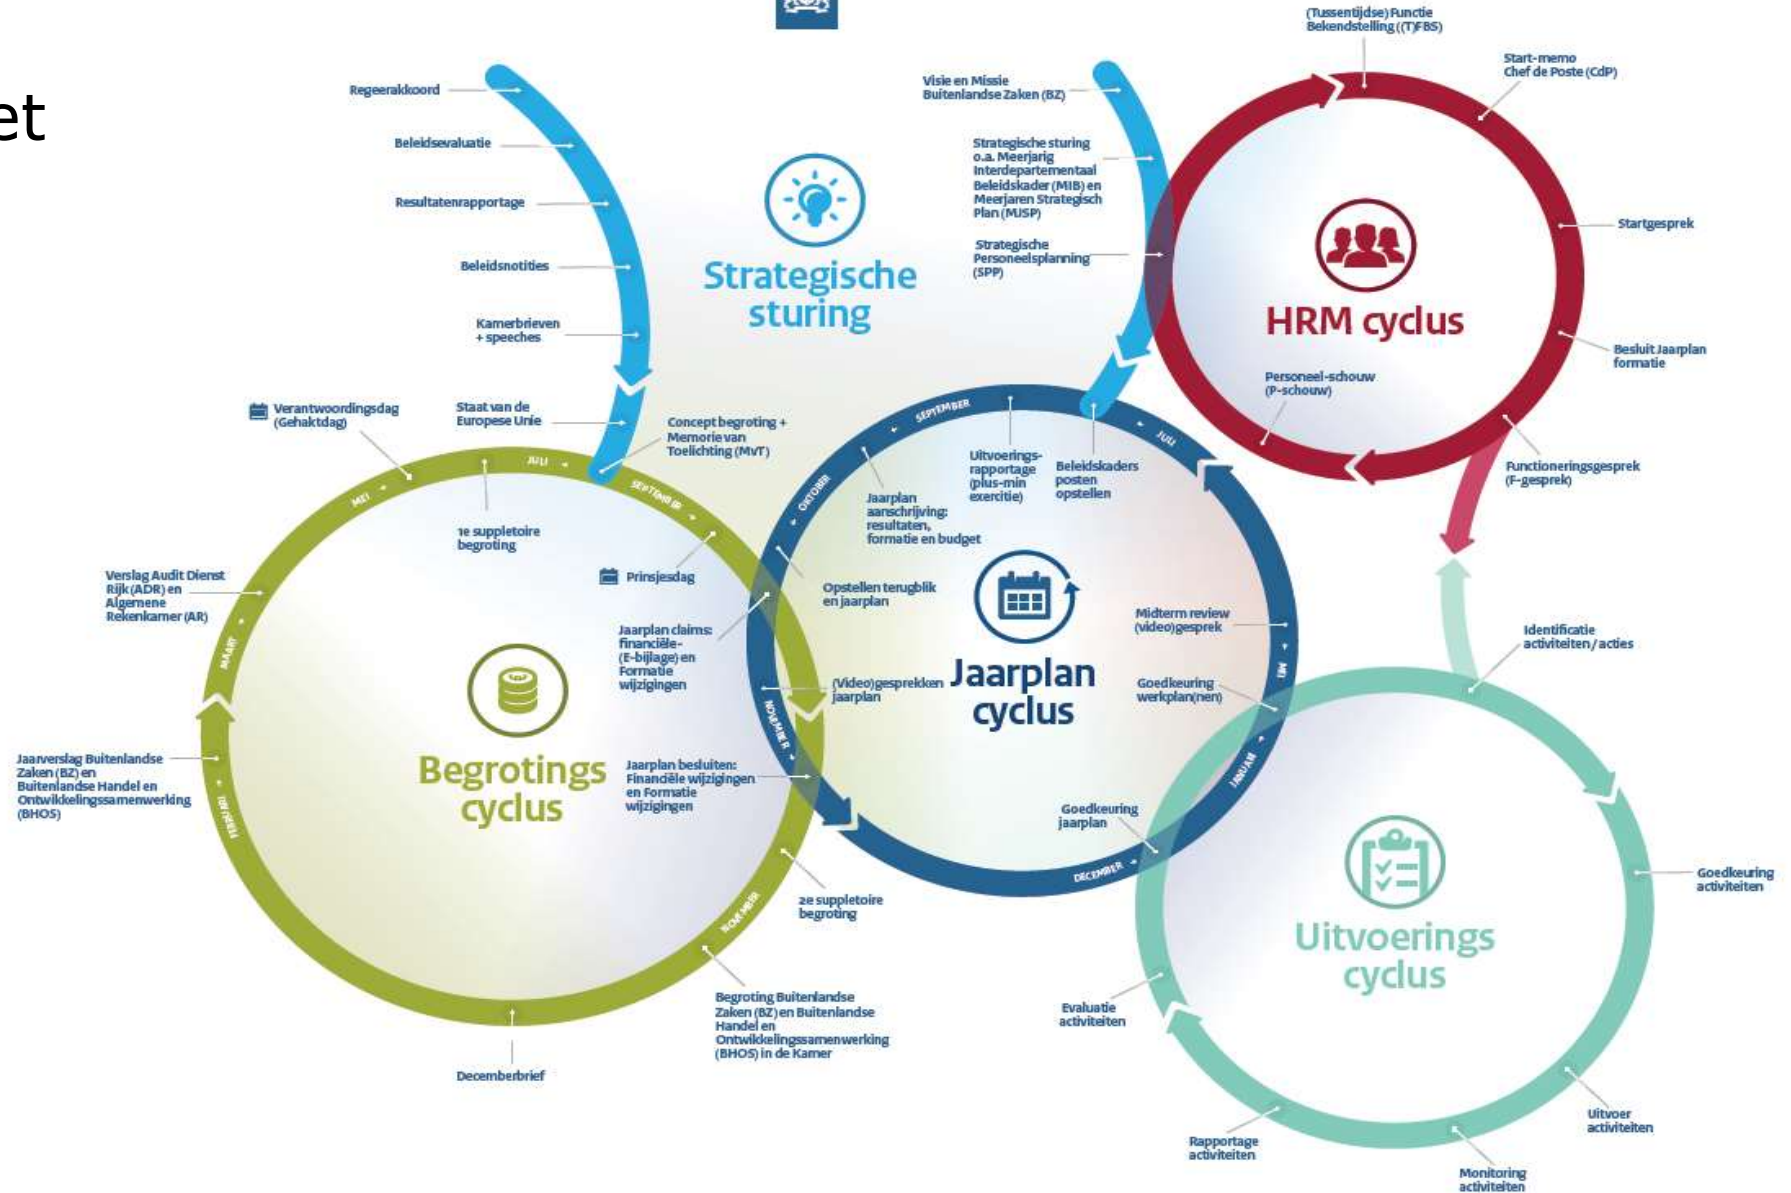 et
Regeerakkoord
Beleidsevaluatie
Resultatenrapportage
Beleidsnotities
Kamerbrieven
+ speeches
Staat van de
Europese Unie
Strategische
sturing
Visie en Missie
Buitenlandse Zaken (BZ)
Strategische sturing
o.a. Meerjarig
Interdepartementaal
Beleidskader (MIB) en
Meerjaren Strategisch
Plan (MJSP)
Strategische
Personeelsplanning
(SPP)
(Tussentijdse) Functie
Bekendstelling ((T)FBS)
Start-memo
Chef de Poste (CdP)
Startgesprek
Besluit Jaarplan
formatie
Functioneringsgesprek
(F-gesprek)
Personeel-schouw
(P-schouw)
HRM cyclus
Verantwoordingsdag
(Gehaktdag)
Concept begroting +
Memorie van
Toelichting (MvT)
MEI
JULI
SEPTEMBER
1e suppletoire
begroting
Prinsjesdag
Verslag Audit Dienst
Rijk (ADR) en
Algemene
Rekenkamer (AR)
MAART
Jaarplan claims:
financiële-
(E-bijlage) en
Formatie
wijzigingen
Jaarverslag Buitenlandse
Zaken (BZ) en
Buitenlandse Handel en
Ontwikkelingssamenwerking
(BHOS)
FEBRUARI
Begrotings
cyclus
Jaarplan besluiten:
Financiële wijzigingen
en Formatie
wijzigingen
2e suppletoire
begroting
NOVEMBER
Begroting Buitenlandse
Zaken (BZ) en Buitenlandse
Handel en
Ontwikkelingssamenwerking
(BHOS) in de Kamer
Decemberbrief
SEPTEMBER
JULI
OKTOBER
Uitvoerings-
rapportage
(plus-min
exercitie)
Beleidskaders
posten
opstellen
Jaarplan
aanschrijving:
resultaten,
formatie en budget
Opstellen terugblik
en jaarplan
(Video)gesprekken
jaarplan
NOVEMBER
Jaarplan
cyclus
Midterm review
(video)gesprek
MEI
Goedkeuring
werkplan(nen)
JANUARI
Goedkeuring
jaarplan
DECEMBER
Identificatie
activiteiten / acties
Goedkeuring
activiteiten
Uitvoerings
cyclus
Evaluatie
activiteiten
Uitvoer
activiteiten
Rapportage
activiteiten
Monitoring
activiteiten